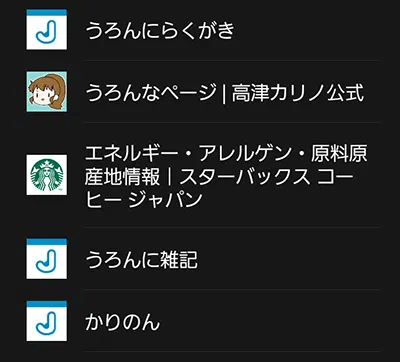 うろんにらくがき
うろんなページ | 高津カリノ公式
エネルギー・アレルゲン・原料原
産地情報｜スターバックス コー
ヒー ジャパン
うろんに雑記
かりのん